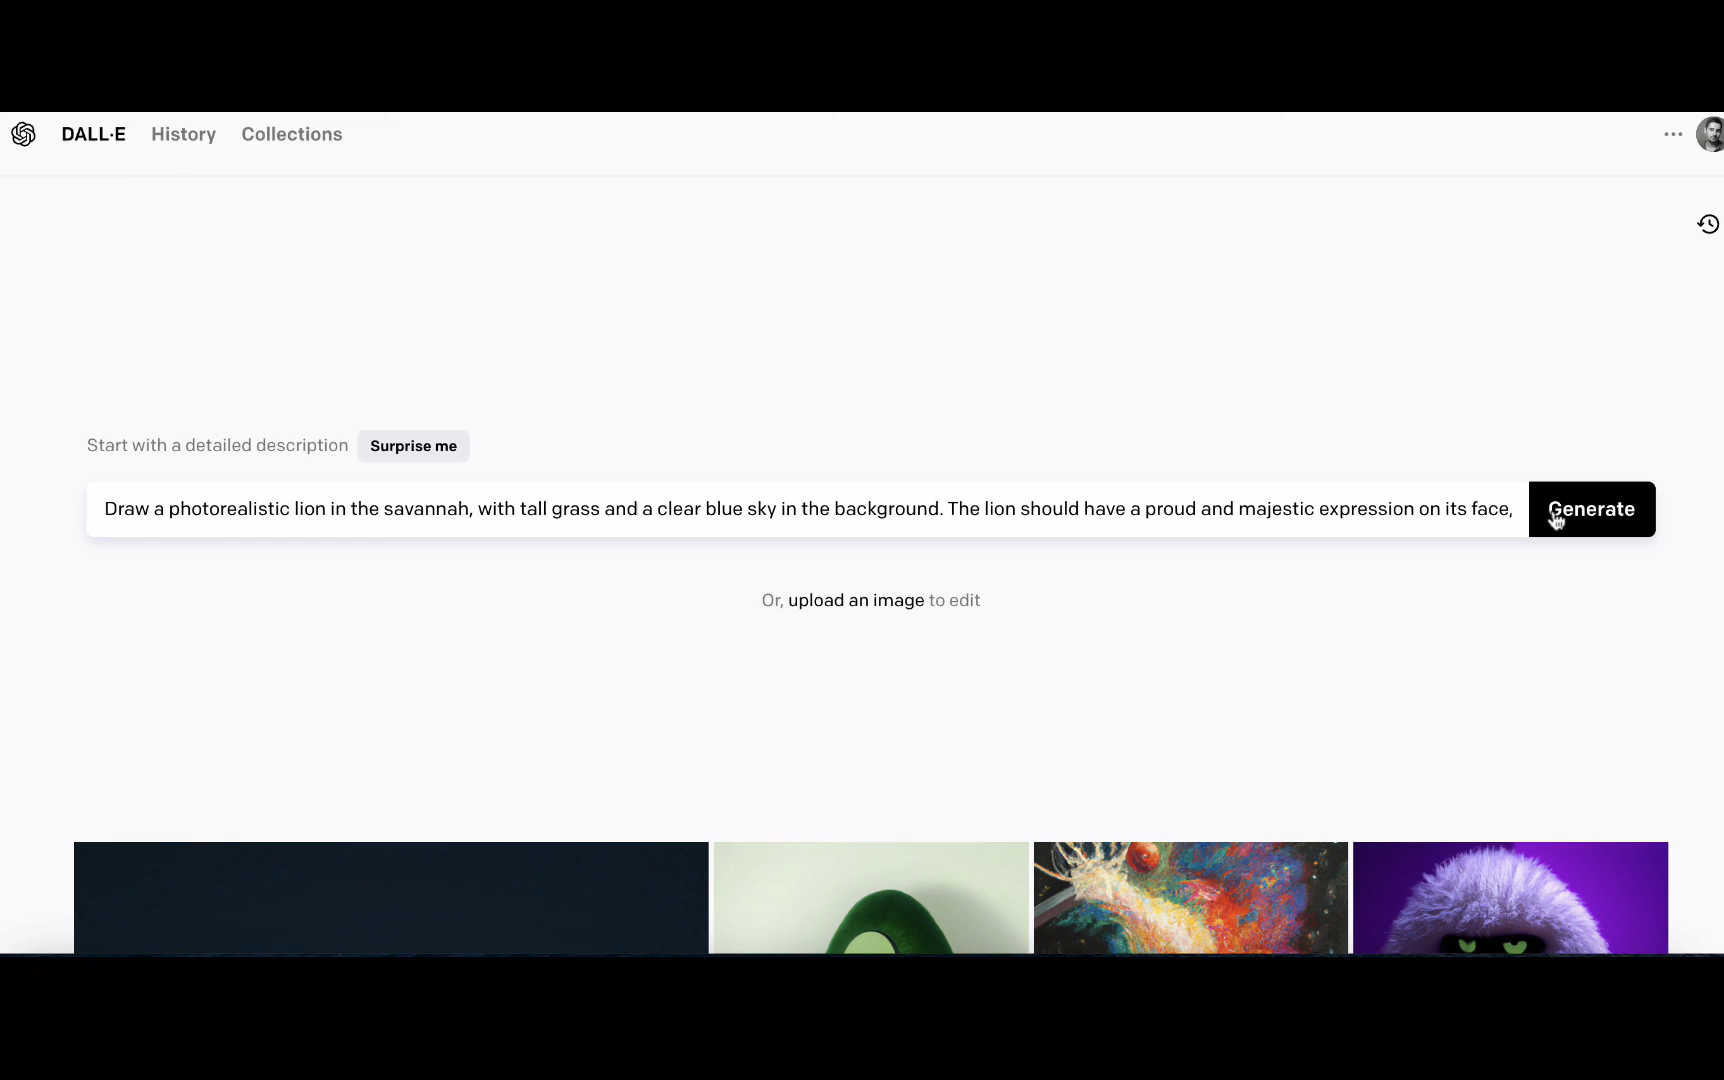 DALL·E History Collections
Start with a detailed description Surprise me
Draw a photorealistic lion in the savannah, with tall grass and a clear blue sky in the background. The lion should have a proud and majestic expression on its face,
Generate
Or, upload an image to edit